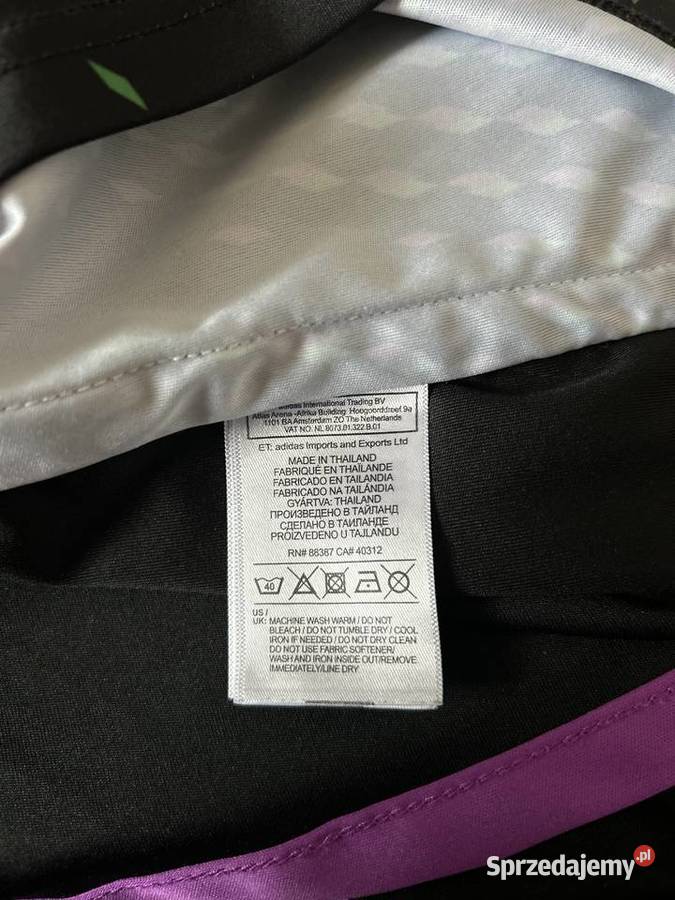 adidas International Trading BV
Atlas Arena -Afrika Building Hoogoorddreef 9a
1101 BA Amsterdam ZO The Netherlands
VAT NO. NL 8073.01.322.B.01
ET: adidas Imports and Exports Ltd
MADE IN THAILAND
FABRIQUÉ EN THAÏLANDE
FABRICADO EN TAILANDIA
FABRICADO NA TAILÂNDIA
GYÁRTVA: THAILAND
ПРОИЗВЕДЕНО В ТАЙЛАНД
СДЕЛАНО В ТАИЛАНДЕ
PROIZVEDENO U TAJLANDU
RN# 88387 CA# 40312
40
US /
UK: MACHINE WASH WARM / DO NOT
BLEACH / DO NOT TUMBLE DRY / COOL
IRON IF NEEDED / DO NOT DRY CLEAN
DO NOT USE FABRIC SOFTENER/
WASH AND IRON INSIDE OUT/REMOVE
IMMEDIATELY/LINE DRY
Sprzedajemy.pl